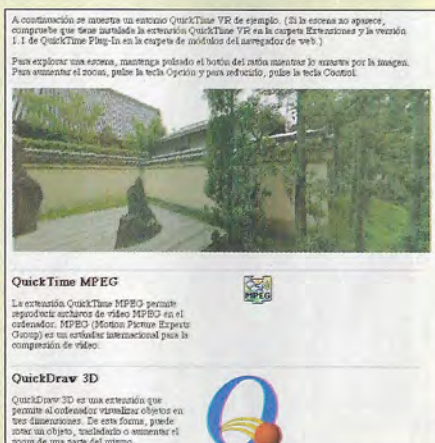 A continuación se muestra un entorno QuickTime VR de ejemplo. (Si la escena no aparece,
compruebe que tiene instalada la extensión QuickTime VR en la carpeta Extensiones y la versión
1.1 de QuickTime Plug-In en la carpeta de módulos del navegador de web.)
Para explorar una escena, mantenga pulsado el botón del ratón mientras lo arrastra por la imagen.
Para aumentar el zoom, pulse la tecla Opción y para reducirlo, pulse la tecla Control.
QuickTime MPEG
La extensión QuickTime MPEG permite
reproducir archivos de vídeo MPEG en el
ordenador. MPEG (Motion Picture Experts
Group) es un estándar internacional para la
compresión de vídeo.
MPEG
QuickDraw 3D
QuickDraw 3D es una extensión que
permite al ordenador visualizar objetos en
tres dimensiones. De esta forma, puede
rotar un objeto, trasladarlo o aumentar el
zoom de una parte del mismo.